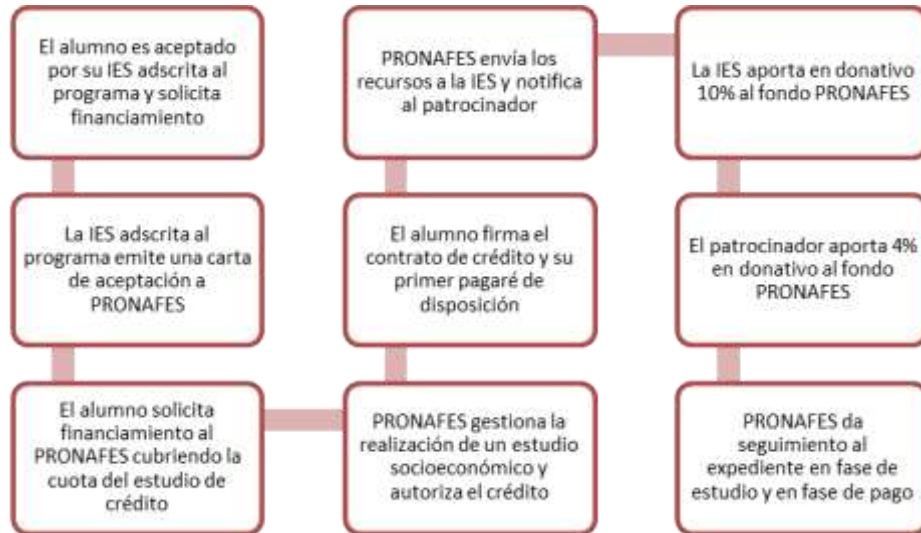 El alumno es aceptado
por su IES adscrita al
programa y solicita
financiamiento
La IES adscrita al
programa emite una carta
de aceptación a
PRONAFES
El alumno solicita
financiamiento al
PRONAFES cubriendo la
cuota del estudio de
crédito
PRONAFES gestiona la
realización de un estudio
socioeconómico y
autoriza el crédito
El alumno firma el
contrato de crédito y su
primer pagaré de
disposición
PRONAFES envía los
recursos a la IES y notifica
al patrocinador
La IES aporta en donativo
10% al fondo PRONAFES
El patrocinador aporta 4%
en donativo al fondo
PRONAFES
PRONAFES da
seguimiento al
expediente en fase de
estudio y en fase de pago